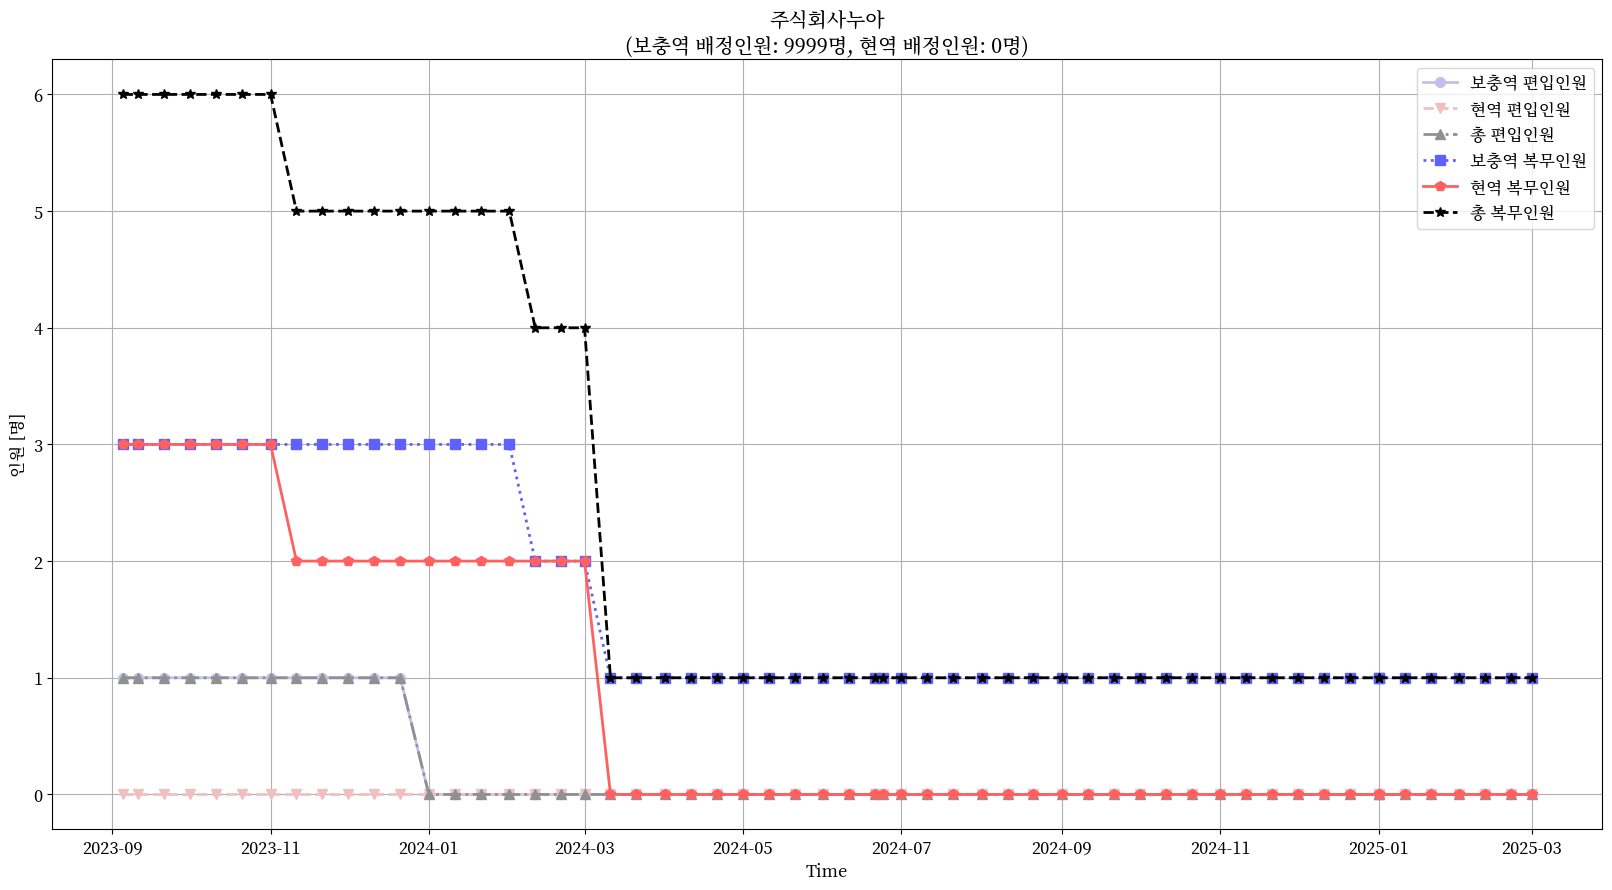 주식회사누아
(보충역 배정인원: 9999명, 현역 배정인원: 0명)
보충역 편입인원
현역 편입인원
총 편입인원
보충역 복무인원
현역 복무인원
총 복무인원
인원 [명]
6
5
4
3
2
1
0
2023-09
2023-11
2024-01
2024-03
2024-05
2024-07
2024-09
2024-11
2025-01
2025-03
Time